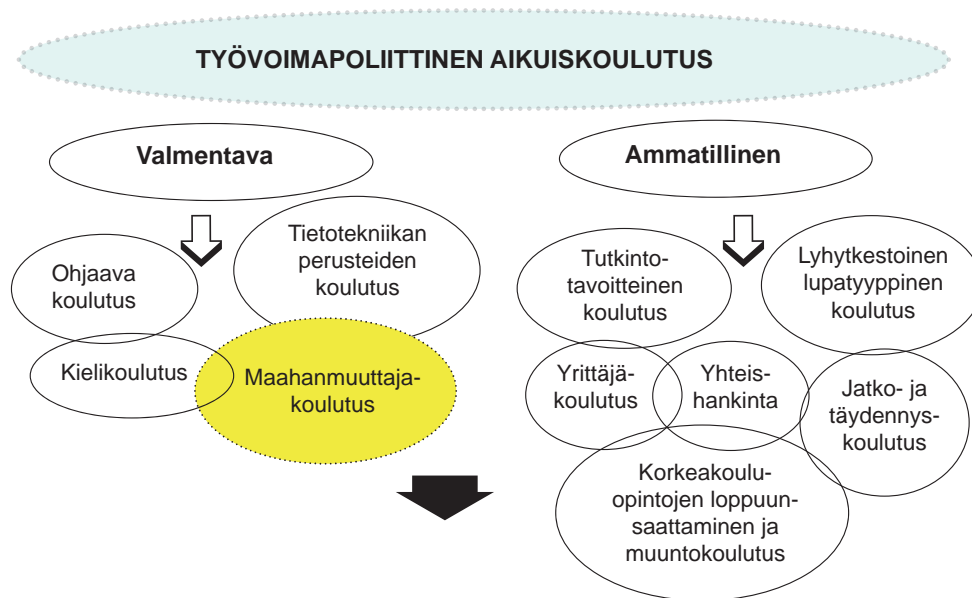 TYÖVOIMAPOLIITTINEN AIKUISKOULUTUS
Valmentava
Ohjaava
koulutus
Tietotekniikan
perusteiden
koulutus
Kielikoulutus
Maahanmuuttaja-
koulutus
Ammatillinen
Tutkinto-
tavoitteinen
koulutus
Lyhytkestoinen
lupatyyppinen
koulutus
Yrittäjä-
koulutus
Yhteis-
hankinta
Jatko- ja
täydennys-
koulutus
Korkeakoulu-
opintojen loppuun-
saattaminen ja
muuntokoulutus